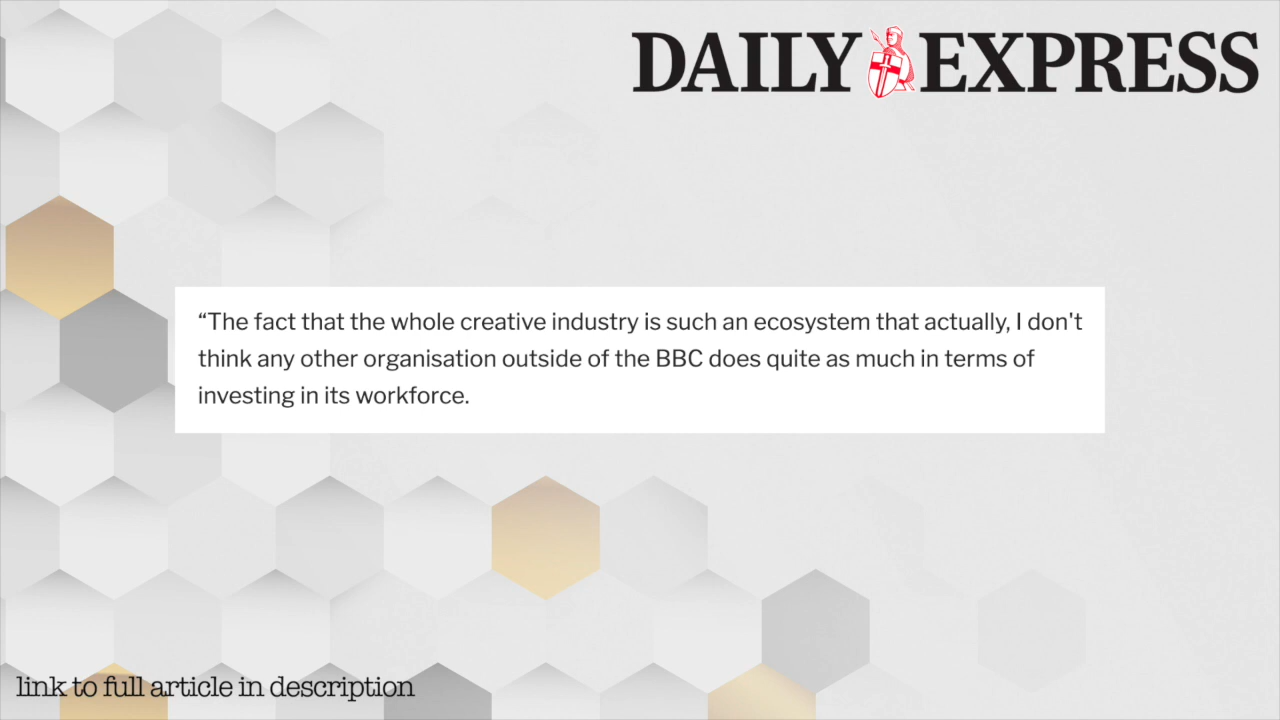 DAILY EXPRESS
“The fact that the whole creative industry is such an ecosystem that actually, I don't
think any other organisation outside of the BBC does quite as much in terms of
investing in its workforce.
link to full article in description